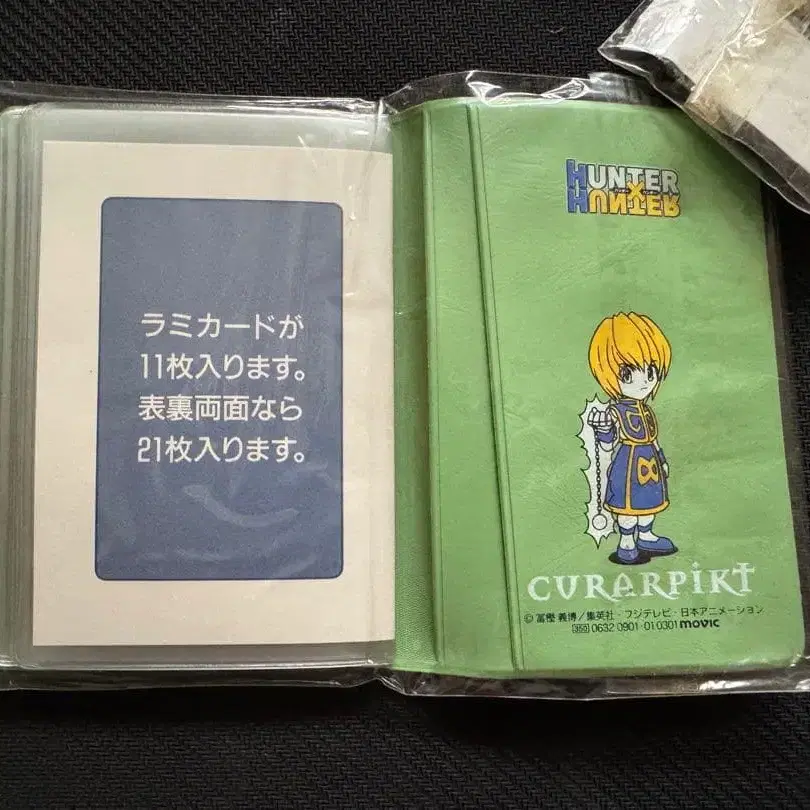 ラミカードが
11枚入ります。
表裏両面なら
21枚入ります。
HUNTER
×
HUNTER
CURARPIKT
© 冨樫 義博/集英社・フジテレビ・日本アニメーション
350 0632 0901 010301 movic